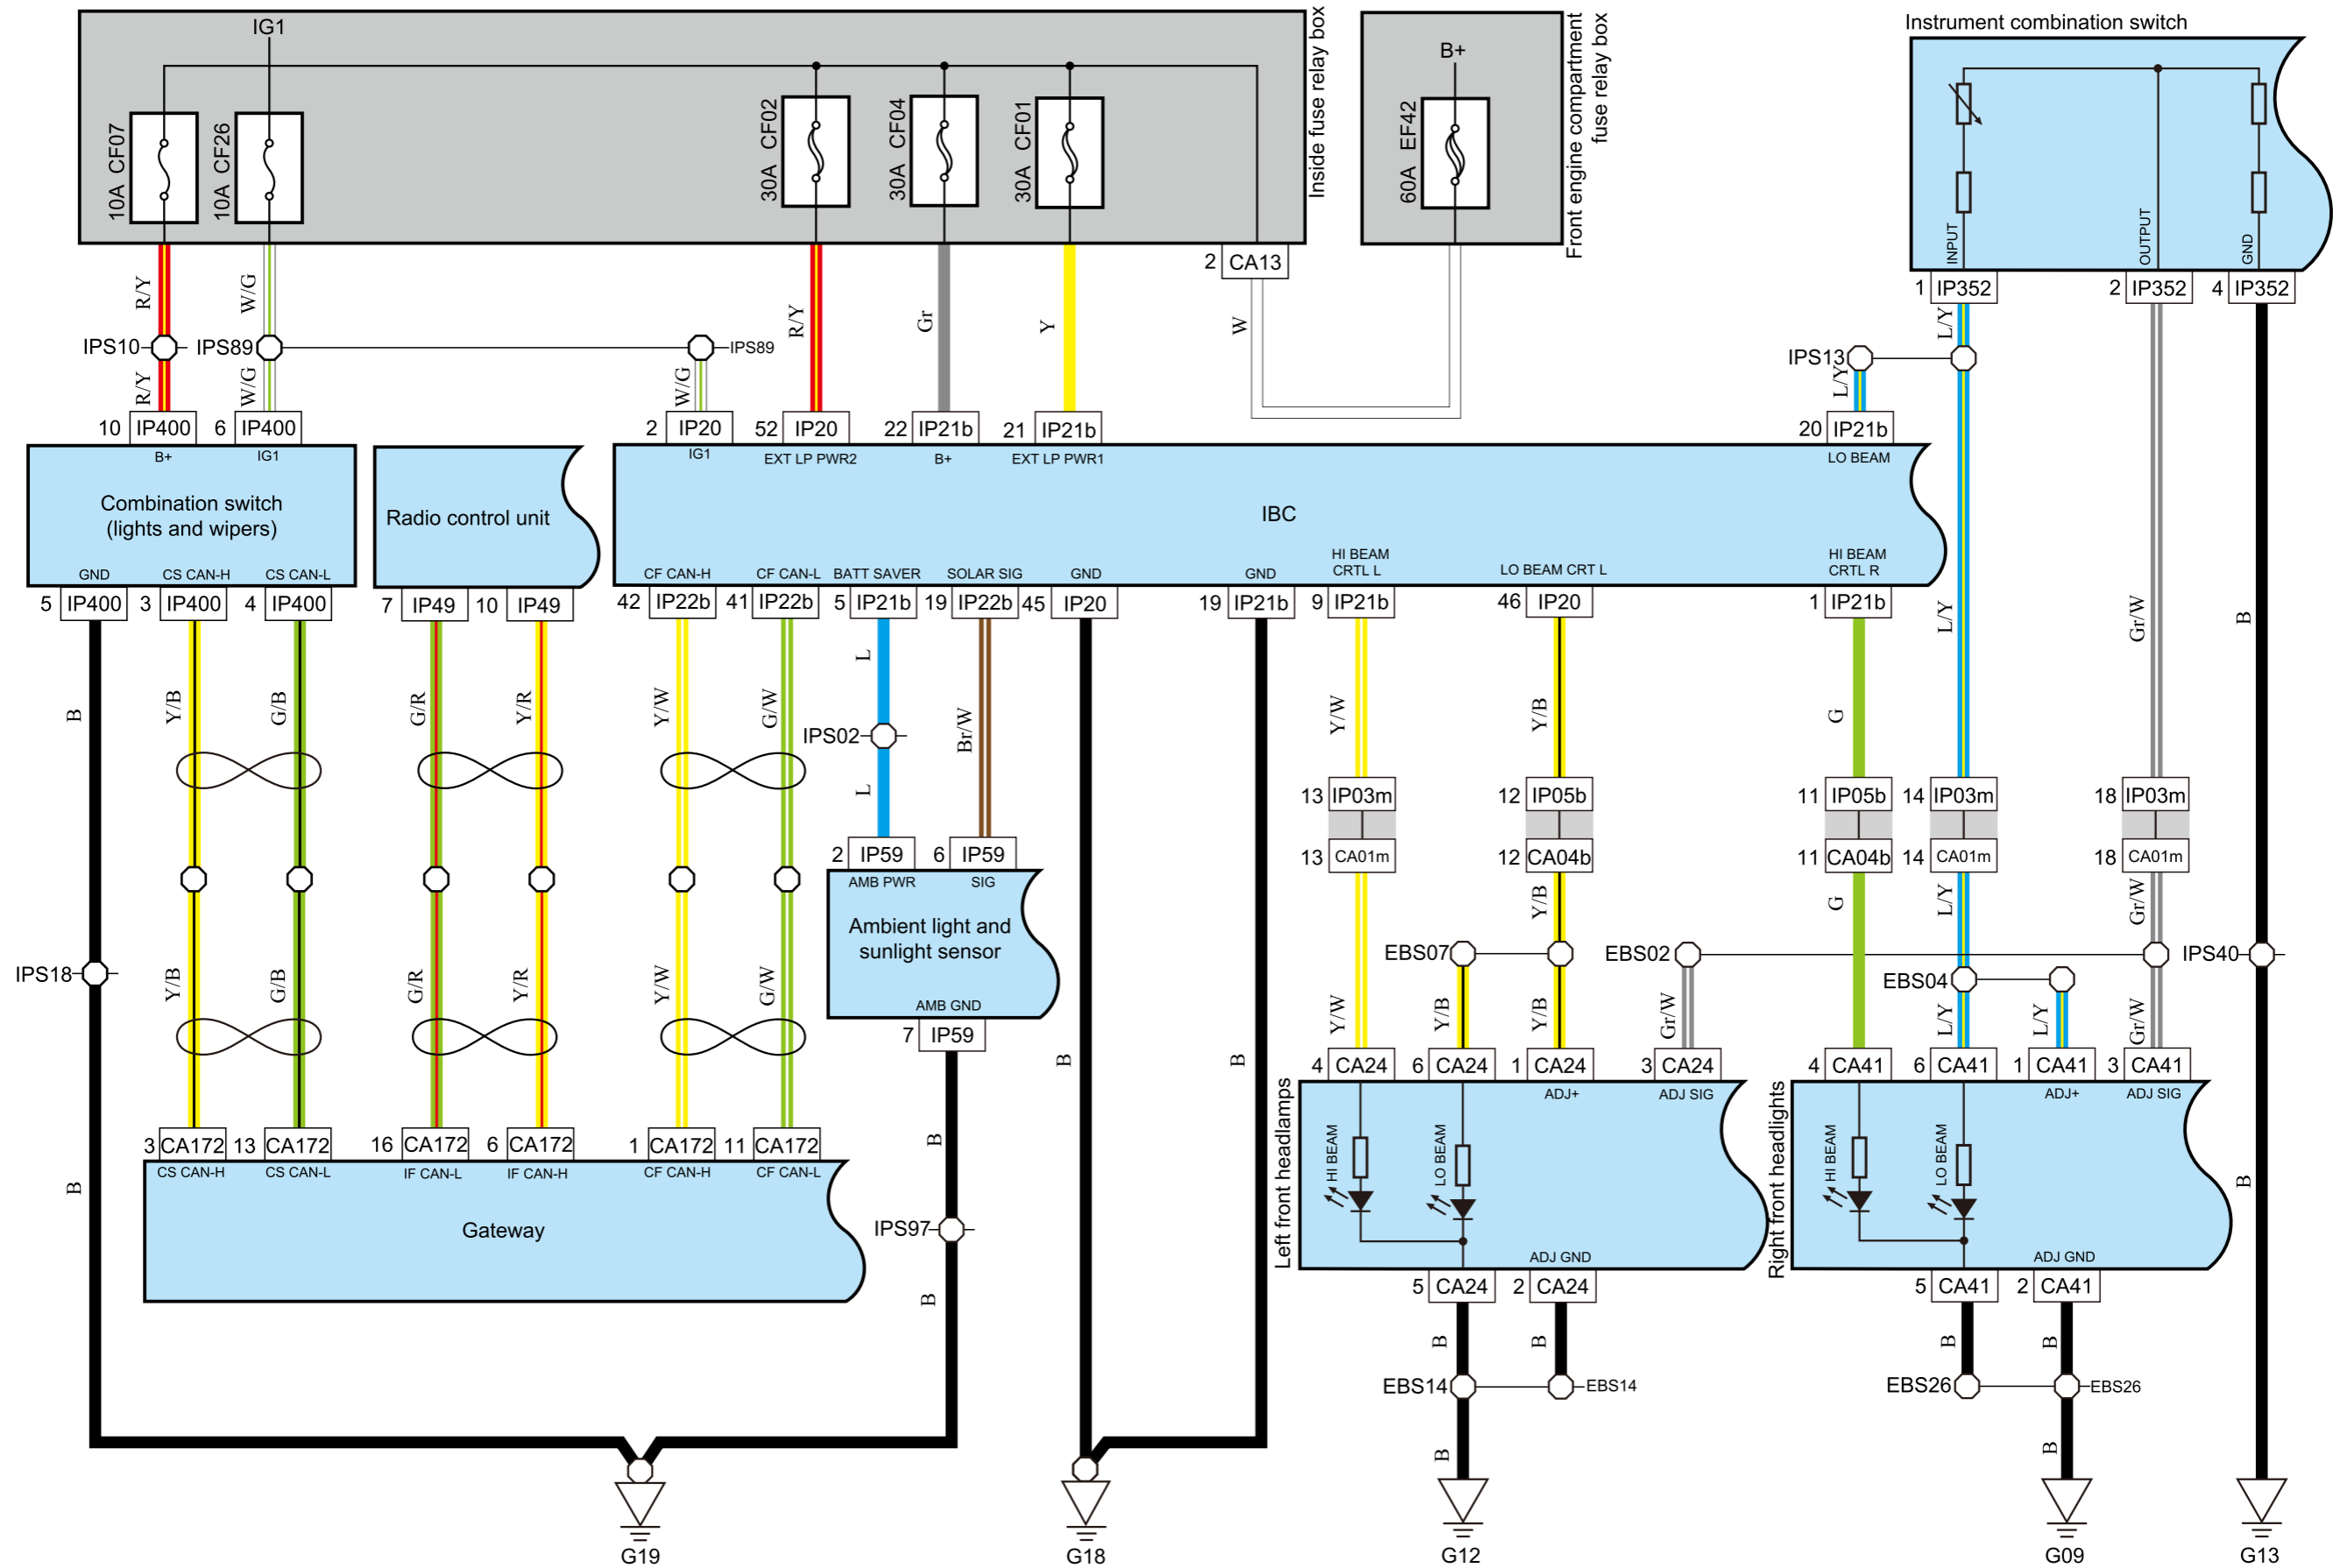 Instrument combination switch
IG1
B+
10A CF07
10A CF26
30A CF02
30A CF04
30A CF01
Inside fuse relay box
60A EF42
Front engine compartment
fuse relay box
INPUT
OUTPUT
GND
2 CA13
1 IP352
2 IP352
4 IP352
R/Y
W/G
R/Y
Gr
Y
W
L/Y
IPS10
IPS89
IPS89
IPS13
R/Y
W/G
W/G
L/Y
10 IP400
6 IP400
2 IP20
52 IP20
22 IP21b
21 IP21b
20 IP21b
B+
IG1
IG1
EXT LP PWR2
B+
EXT LP PWR1
LO BEAM
Combination switch
(lights and wipers)
Radio control unit
IBC
GND
CS CAN-H
CS CAN-L
CF CAN-H
CF CAN-L
BATT SAVER
SOLAR SIG
GND
GND
HI BEAM
CRTL L
LO BEAM CRT L
HI BEAM
CRTL R
5 IP400
3 IP400
4 IP400
7 IP49
10 IP49
42 IP22b
41 IP22b
5 IP21b
19 IP22b
45 IP20
19 IP21b
9 IP21b
46 IP20
1 IP21b
L/Y
Gr/W
B
B
Y/B
G/B
G/R
Y/R
Y/W
G/W
L
Br/W
Y/W
Y/B
G
IPS02
L
13 IP03m
12 IP05b
11 IP05b
14 IP03m
18 IP03m
13 CA01m
12 CA04b
11 CA04b
14 CA01m
18 CA01m
2 IP59
6 IP59
AMB PWR
SIG
Ambient light and
sunlight sensor
AMB GND
7 IP59
Y/B
G
L/Y
Gr/W
IPS18
EBS07
EBS02
EBS04
IPS40
Y/B
G/B
G/R
Y/R
Y/W
G/W
B
B
Y/W
Y/B
Y/B
Gr/W
L/Y
L/Y
Gr/W
4 CA24
6 CA24
1 CA24
3 CA24
4 CA41
6 CA41
1 CA41
3 CA41
ADJ+
ADJ SIG
ADJ+
ADJ SIG
3 CA172
13 CA172
16 CA172
6 CA172
1 CA172
11 CA172
CS CAN-H
CS CAN-L
IF CAN-L
IF CAN-H
CF CAN-H
CF CAN-L
Gateway
B
B
B
IPS97
B
Left front headlamps
HI BEAM
LO BEAM
ADJ GND
Right front headlights
HI BEAM
LO BEAM
ADJ GND
5 CA24
2 CA24
5 CA41
2 CA41
B
B
B
B
EBS14
EBS14
EBS26
EBS26
B
B
G19
G18
G12
G09
G13